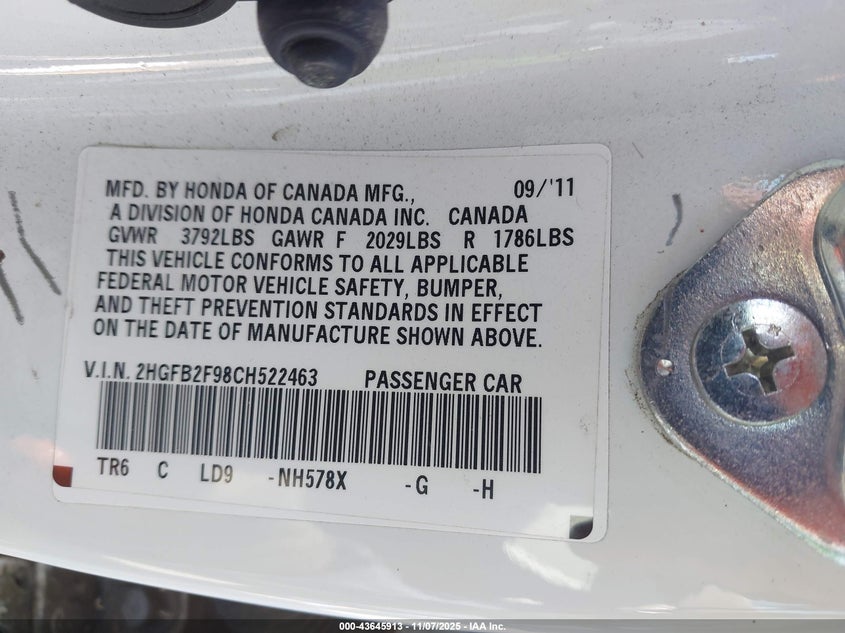 MFD. BY HONDA OF CANADA MFG., 09/'11
A DIVISION OF HONDA CANADA INC. CANADA
GVWR 3792LBS GAWR F 2029LBS R 1786LBS
THIS VEHICLE CONFORMS TO ALL APPLICABLE
FEDERAL MOTOR VEHICLE SAFETY, BUMPER,
AND THEFT PREVENTION STANDARDS IN EFFECT
ON THE DATE OF MANUFACTURE SHOWN ABOVE.
V.I.N. 2HGFB2F98CH522463 PASSENGER CAR
TR6 C LD9 -NH578X -G -H
000-43645913 - 11/07/2025 - IAA Inc.